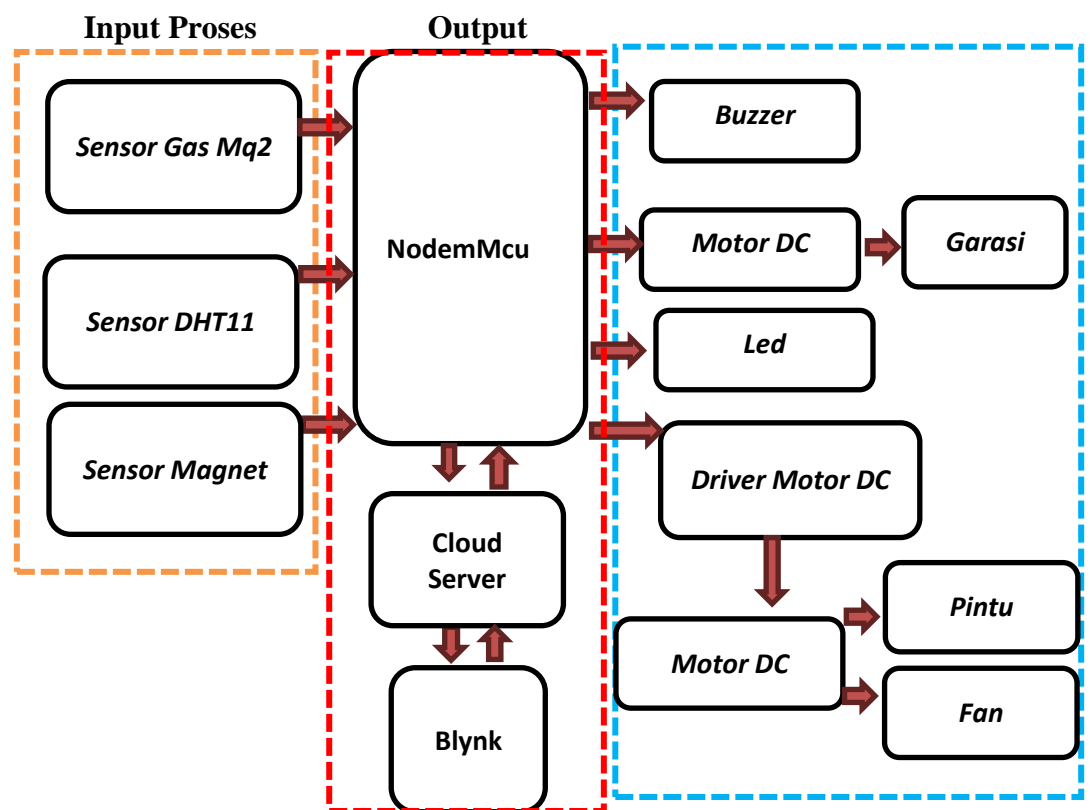 Input Proses
Output
Sensor Gas Mq2
Sensor DHT11
Sensor Magnet
NodemMcu
Cloud
Server
Blynk
Buzzer
Motor DC
Garasi
Led
Driver Motor DC
Motor DC
Pintu
Fan